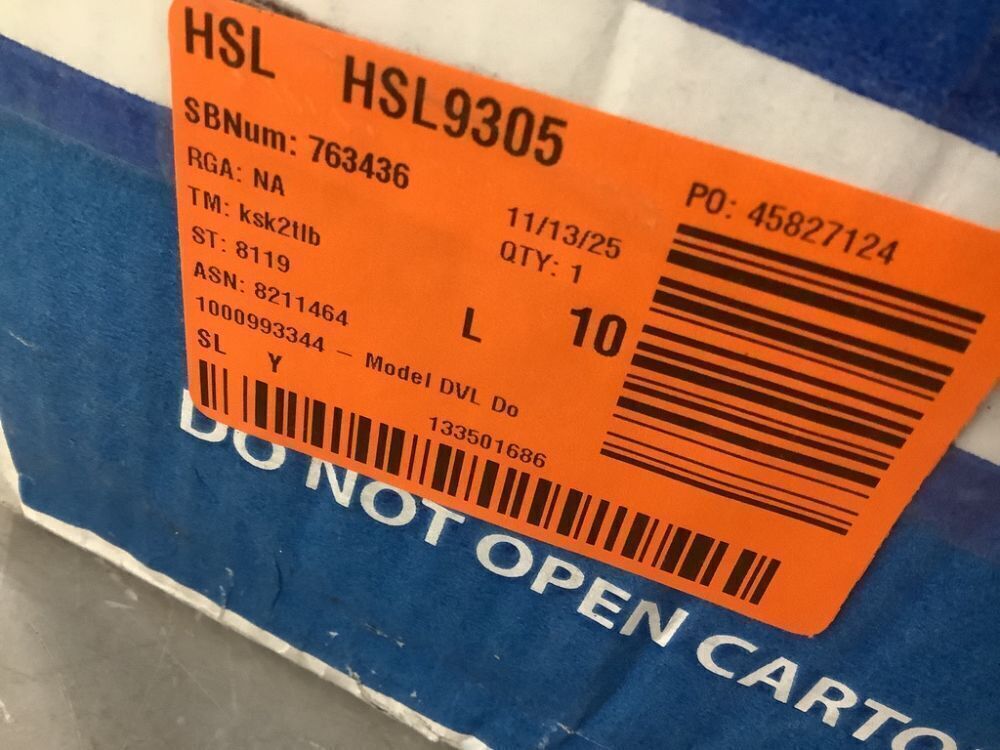 HSL HSL9305
SBNum: 763436
RGA: NA
TM: ksk2tlb
ST: 8119
ASN: 8211464
1000993344 – Model DVL Do
SL Y
11/13/25
QTY: 1
L 10
PO: 45827124
133501686
DO NOT OPEN CARTO